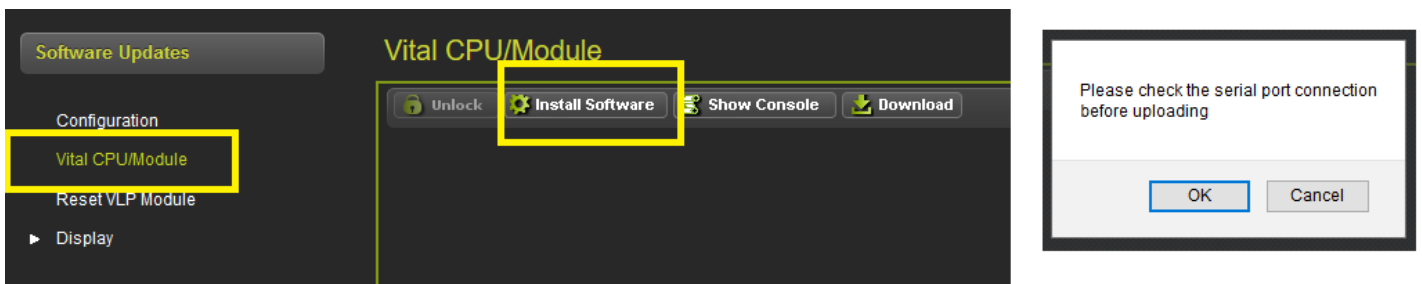 Software Updates
Configuration
Vital CPU/Module
Reset VLP Module
Display
Vital CPU/Module
Unlock
Install Software
Show Console
Download
Please check the serial port connection
before uploading
OK
Cancel